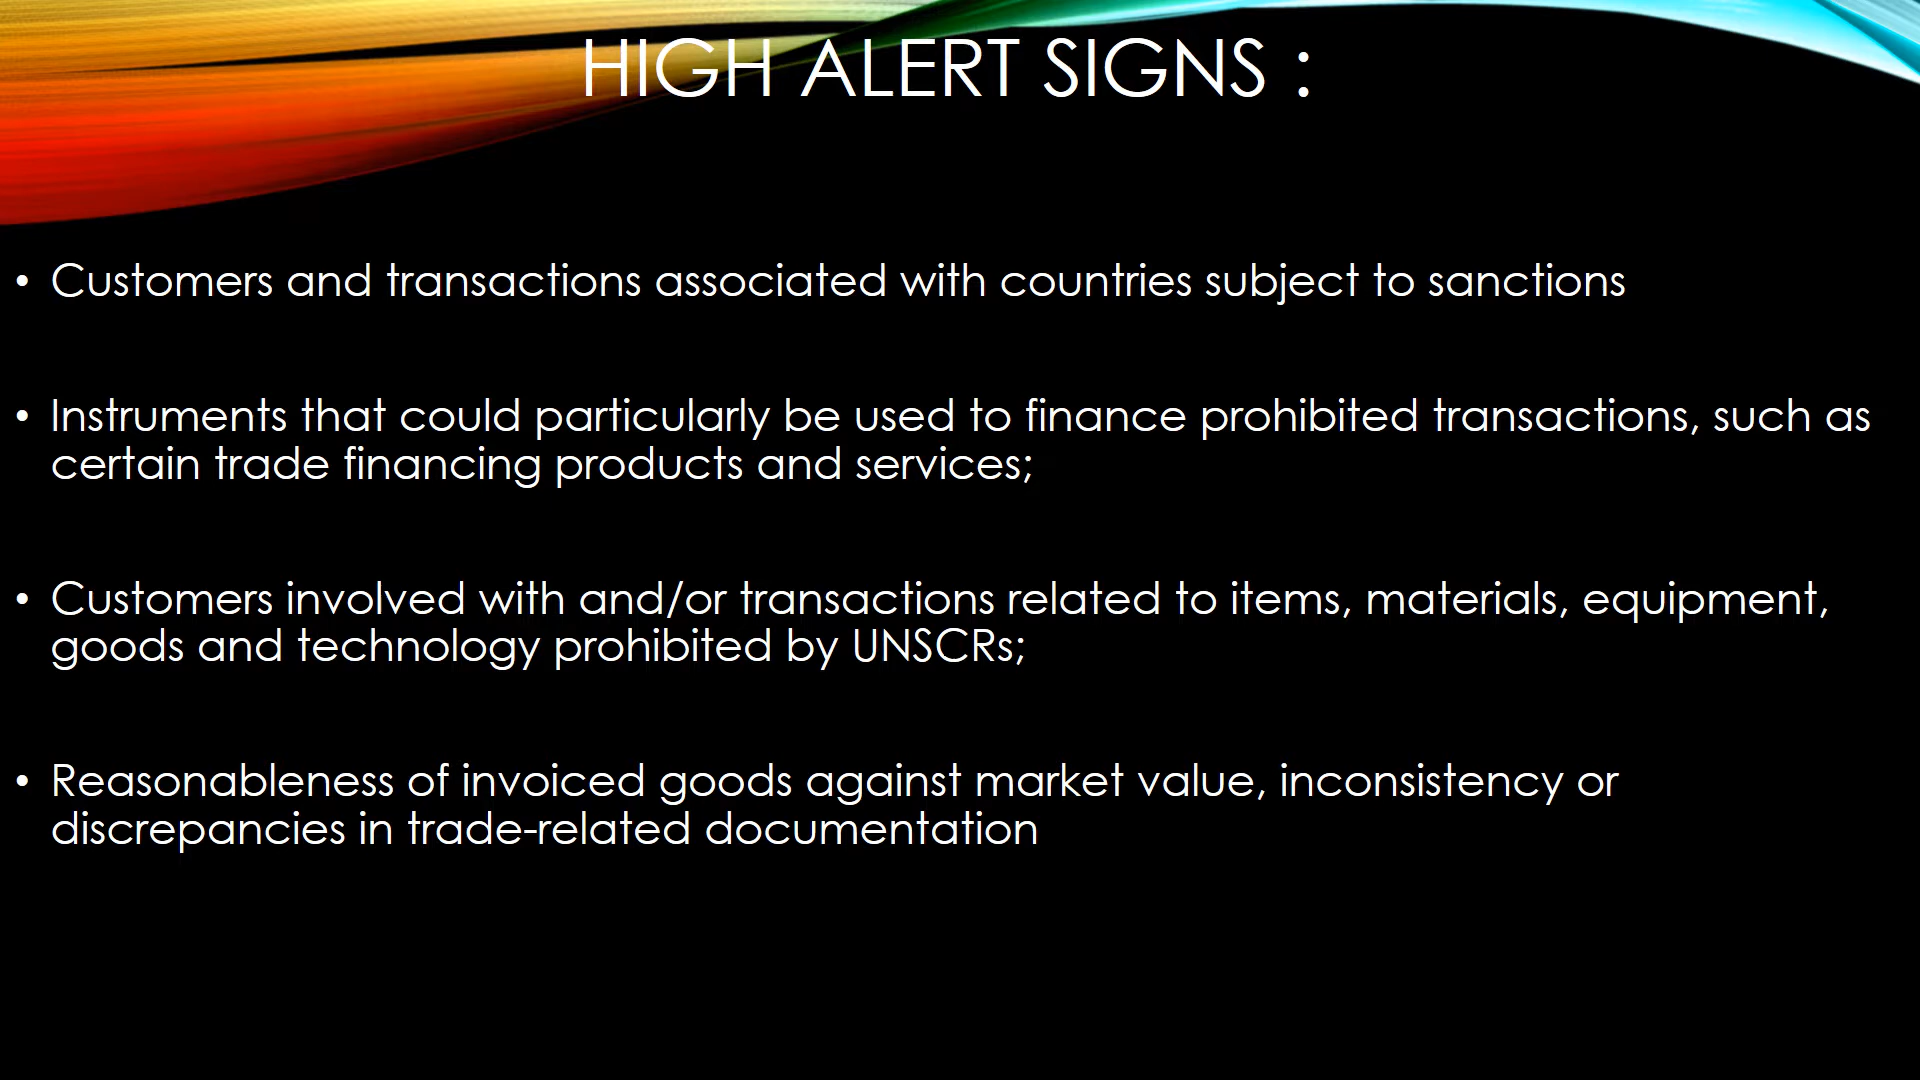 HIGH ALERT SIGNS :
• Customers and transactions associated with countries subject to sanctions
• Instruments that could particularly be used to finance prohibited transactions, such as
certain trade financing products and services;
• Customers involved with and/or transactions related to items, materials, equipment,
goods and technology prohibited by UNSCRs;
• Reasonableness of invoiced goods against market value, inconsistency or
discrepancies in trade-related documentation